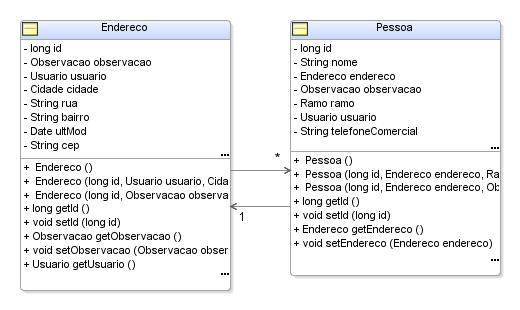 Endereco
- long id
- Observacao observacao
- Usuario usuario
- Cidade cidade
- String rua
- String bairro
- Date ultMod
- String cep
...
+ Endereco ()
+ Endereco (long id, Usuario usuario, Cida
+ Endereco (long id, Observacao observa
+ long getId ()
+ void setId (long id)
+ Observacao getObservacao ()
+ void setObservacao (Observacao obser
+ Usuario getUsuario ()
...
*
1
Pessoa
- long id
- String nome
- Endereco endereco
- Observacao observacao
- Ramo ramo
- Usuario usuario
- String telefoneComercial
...
+ Pessoa ()
+ Pessoa (long id, Endereco endereco, Ra
+ Pessoa (long id, Endereco endereco, Ob
+ long getId ()
+ void setId (long id)
+ Endereco getEndereco ()
+ void setEndereco (Endereco endereco)
...